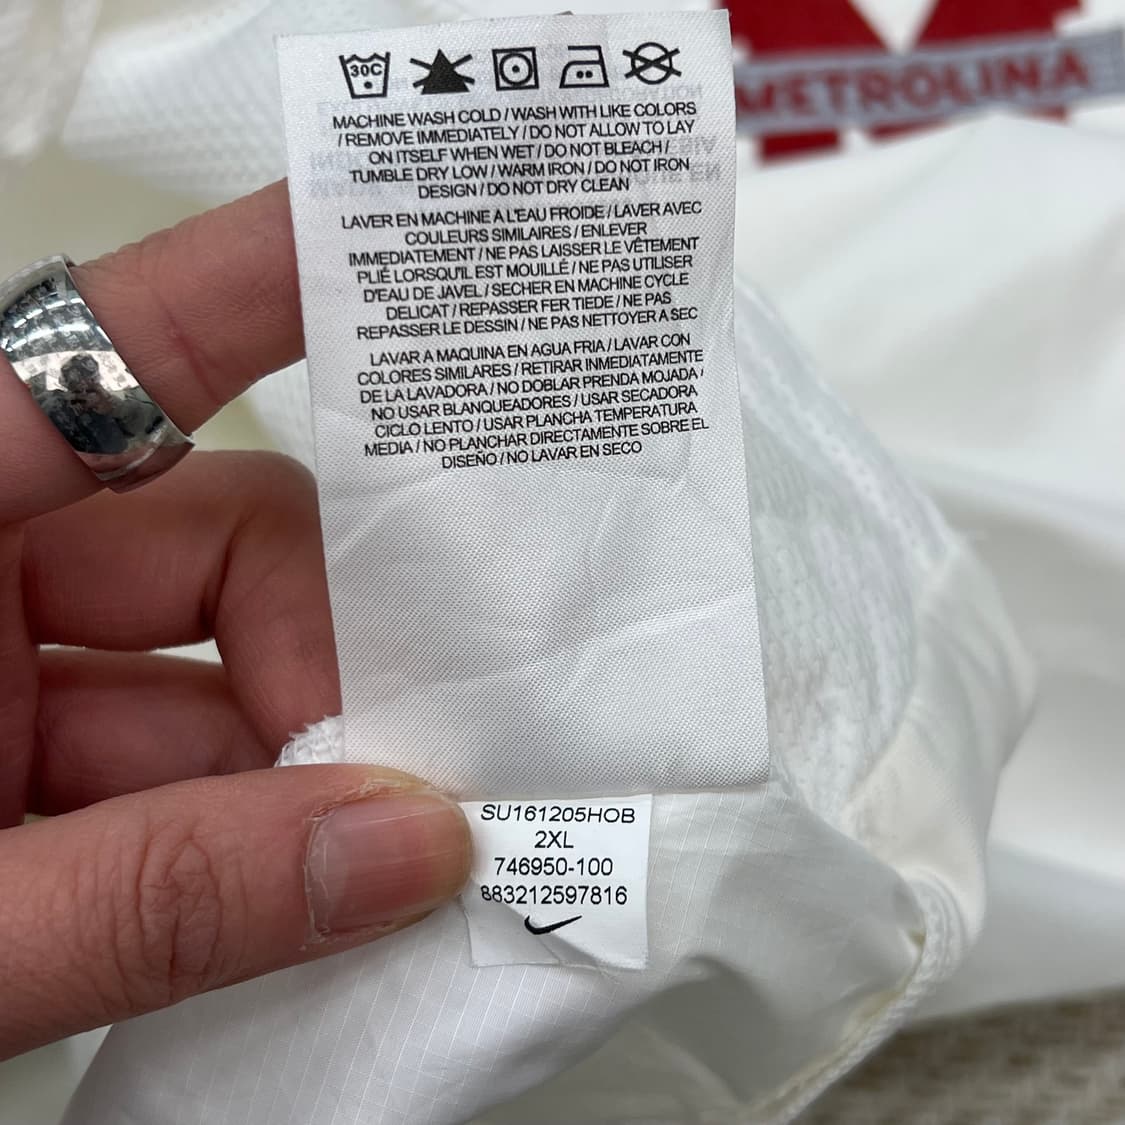 METROLINA
30C
MACHINE WASH COLD / WASH WITH LIKE COLORS
/ REMOVE IMMEDIATELY / DO NOT ALLOW TO LAY
ON ITSELF WHEN WET / DO NOT BLEACH /
TUMBLE DRY LOW / WARM IRON / DO NOT IRON
DESIGN / DO NOT DRY CLEAN
LAVER EN MACHINE A L'EAU FROIDE / LAVER AVEC
COULEURS SIMILAIRES / ENLEVER
IMMEDIATEMENT / NE PAS LAISSER LE VÊTEMENT
PLIÉ LORSQU'IL EST MOUILLÉ / NE PAS UTILISER
D'EAU DE JAVEL / SECHER EN MACHINE CYCLE
DELICAT / REPASSER FER TIEDE / NE PAS
REPASSER LE DESSIN / NE PAS NETTOYER A SEC
LAVAR A MAQUINA EN AGUA FRIA / LAVAR CON
COLORES SIMILARES / RETIRAR INMEDIATAMENTE
DE LA LAVADORA / NO DOBLAR PRENDA MOJADA /
NO USAR BLANQUEADORES / USAR SECADORA
CICLO LENTO / USAR PLANCHA TEMPERATURA
MEDIA / NO PLANCHAR DIRECTAMENTE SOBRE EL
DISEÑO / NO LAVAR EN SECO
SU161205HOB
2XL
746950-100
883212597816